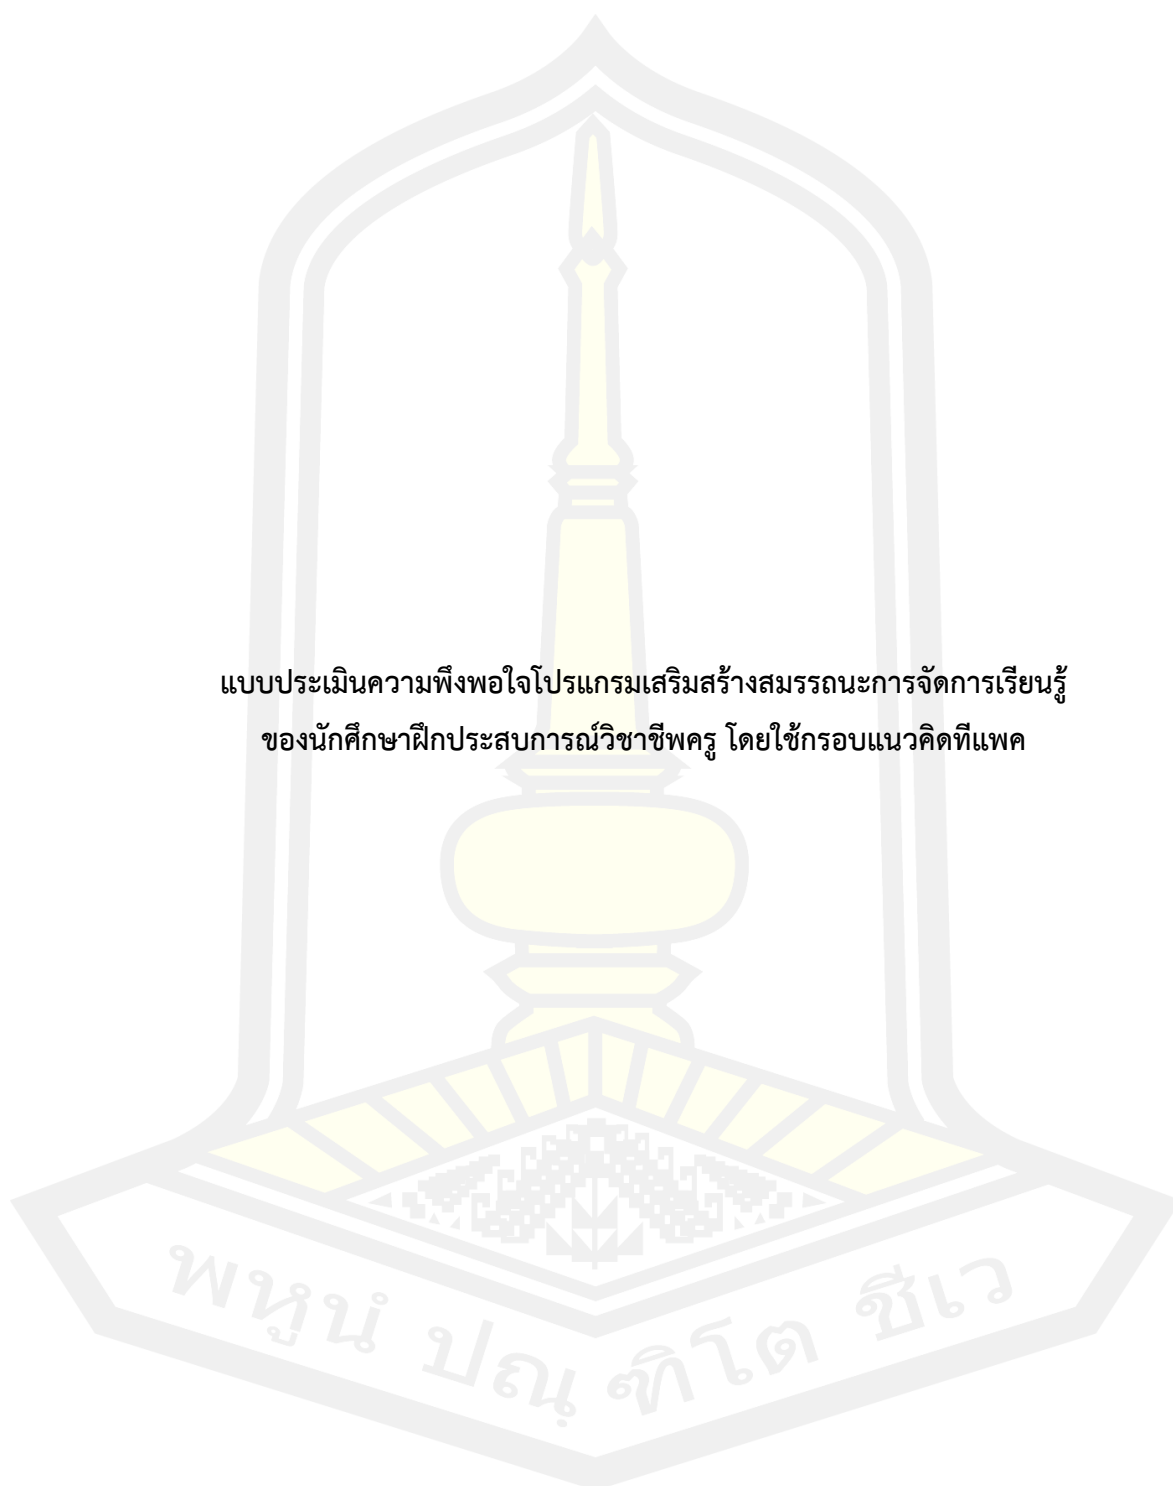 แบบประเมินความพึงพอใจโปรแกรมเสริมสร้างสมรรถนะการจัดการเรียนรู้
ของนักศึกษาฝึกประสบการณ์วิชาชีพครู โดยใช้กรอบแนวคิดทีแพค
พหูนํ ปณฺฑิโต ชีเว